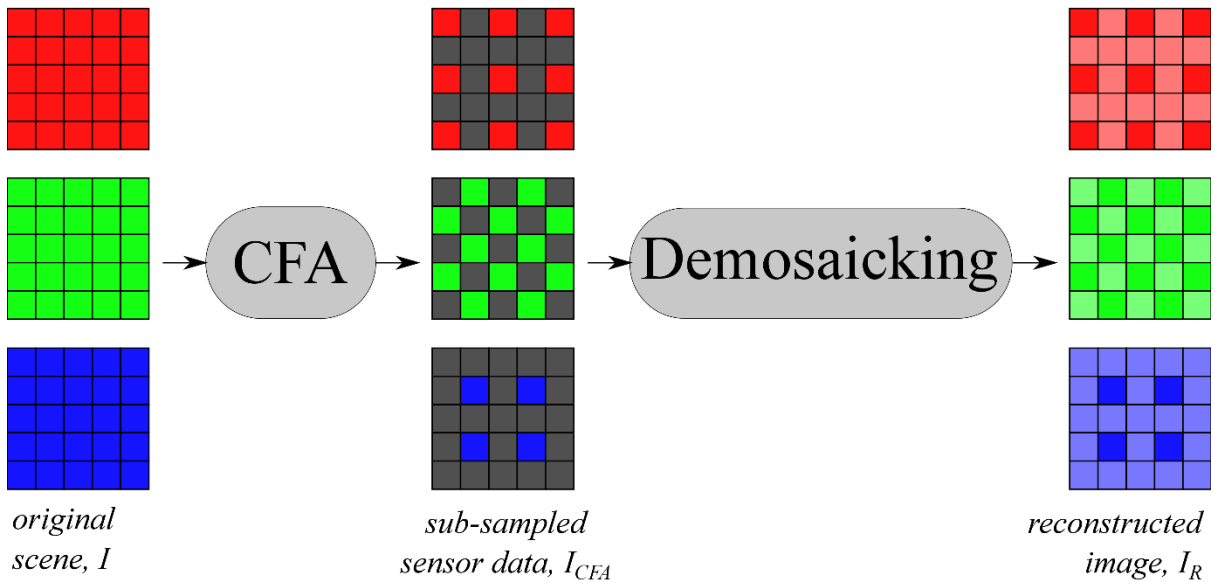 CFA
Demosaicking
original
scene, I
sub-sampled
sensor data, I_CFA
reconstructed
image, I_R